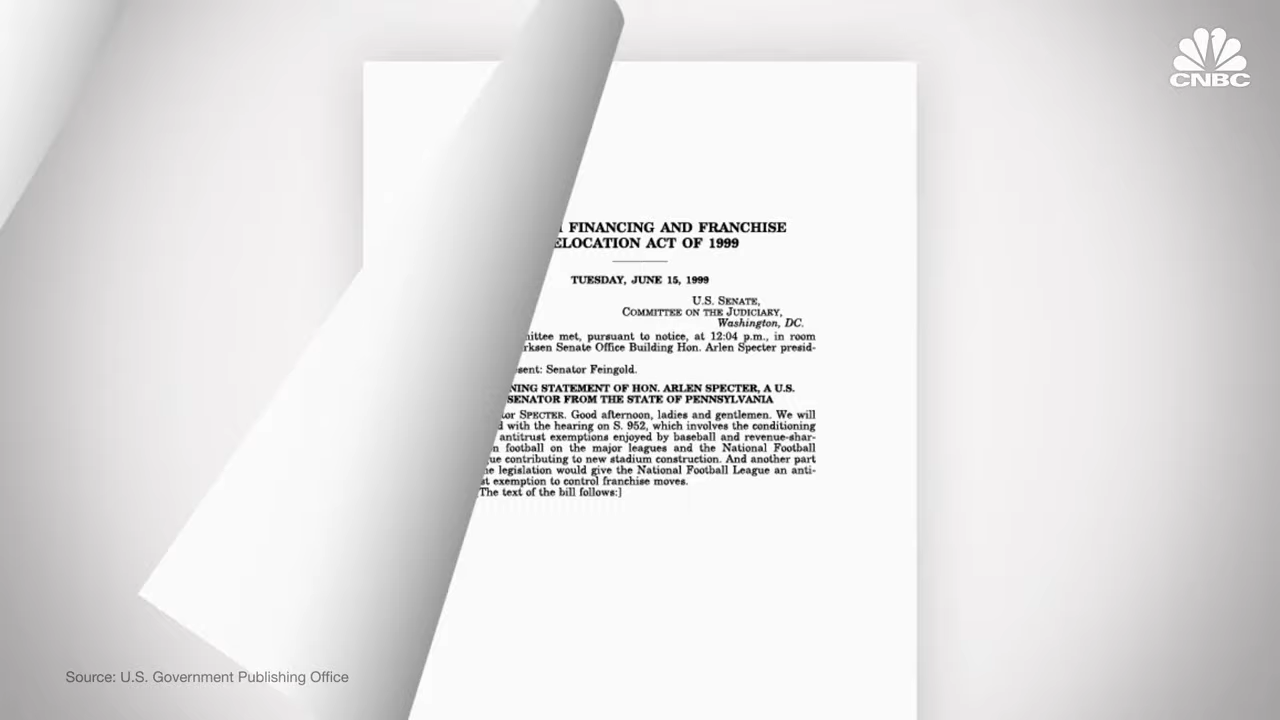 CNBC
FINANCING AND FRANCHISE
ELOCATION ACT OF 1999
TUESDAY, JUNE 15, 1999
U.S. SENATE,
COMMITTEE ON THE JUDICIARY,
Washington, DC.
ittee met, pursuant to notice, at 12:04 p.m., in room
rksen Senate Office Building Hon. Arlen Specter presid-
sent: Senator Feingold.
NING STATEMENT OF HON. ARLEN SPECTER, A U.S.
SENATOR FROM THE STATE OF PENNSYLVANIA
or SPECTER. Good afternoon, ladies and gentlemen. We will
d with the hearing on S. 952, which involves the conditioning
antitrust exemptions enjoyed by baseball and revenue-shar-
n football on the major leagues and the National Football
ue contributing to new stadium construction. And another part
e legislation would give the National Football League an anti-
st exemption to control franchise moves.
The text of the bill follows:]
Source: U.S. Government Publishing Office